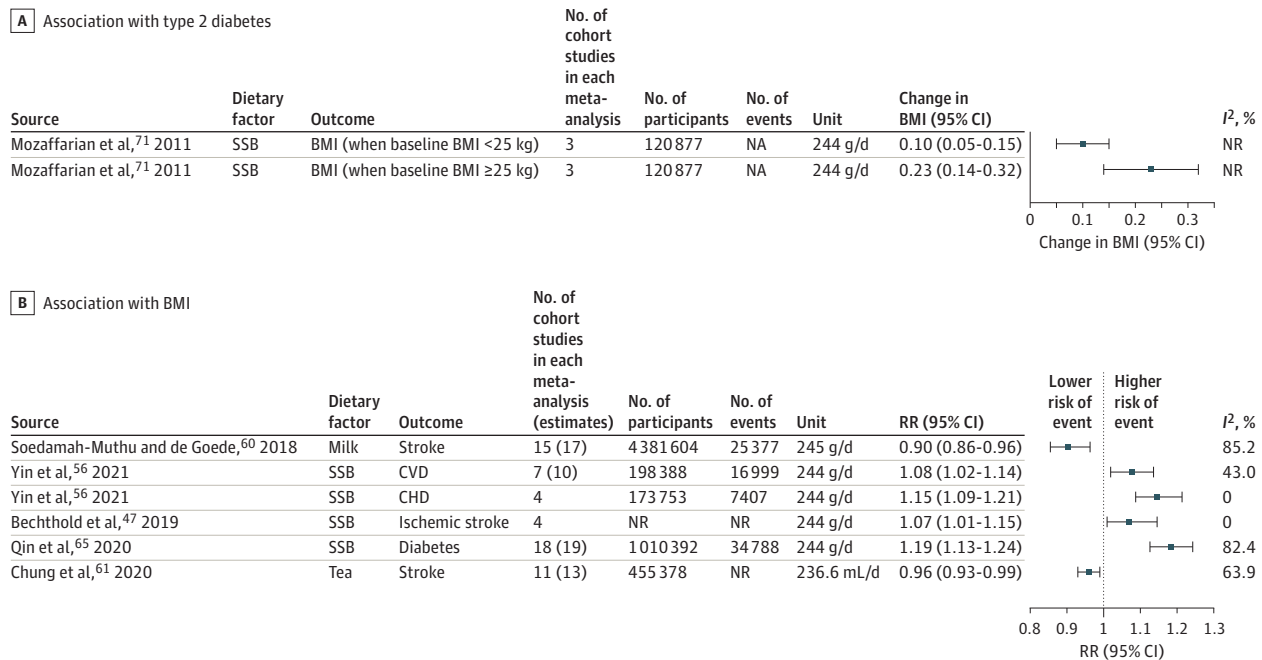 A Association with type 2 diabetes
Source Dietary factor Outcome No. of cohort studies in each meta-analysis No. of participants No. of events Unit Change in BMI (95% CI) I², %
Mozaffarian et al,71 2011 SSB BMI (when baseline BMI <25 kg) 3 120877 NA 244 g/d 0.10 (0.05-0.15) NR
Mozaffarian et al,71 2011 SSB BMI (when baseline BMI ≥25 kg) 3 120877 NA 244 g/d 0.23 (0.14-0.32) NR
0 0.1 0.2 0.3
Change in BMI (95% CI)
B Association with BMI
Source Dietary factor Outcome No. of cohort studies in each meta-analysis (estimates) No. of participants No. of events Unit RR (95% CI) Lower risk of event Higher risk of event I², %
Soedamah-Muthu and de Goede,60 2018 Milk Stroke 15 (17) 4381604 25377 245 g/d 0.90 (0.86-0.96) 85.2
Yin et al,56 2021 SSB CVD 7 (10) 198388 16999 244 g/d 1.08 (1.02-1.14) 43.0
Yin et al,56 2021 SSB CHD 4 173753 7407 244 g/d 1.15 (1.09-1.21) 0
Bechthold et al,47 2019 SSB Ischemic stroke 4 NR NR 244 g/d 1.07 (1.01-1.15) 0
Qin et al,65 2020 SSB Diabetes 18 (19) 1010392 34788 244 g/d 1.19 (1.13-1.24) 82.4
Chung et al,61 2020 Tea Stroke 11 (13) 455378 NR 236.6 mL/d 0.96 (0.93-0.99) 63.9
0.8 0.9 1 1.1 1.2 1.3
RR (95% CI)